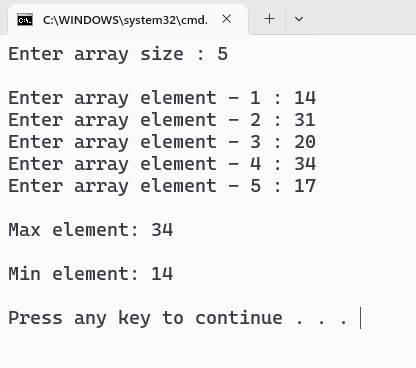 C:\WINDOWS\system32\cmd.
Enter array size : 5
Enter array element - 1 : 14
Enter array element - 2 : 31
Enter array element - 3 : 20
Enter array element - 4 : 34
Enter array element - 5 : 17
Max element: 34
Min element: 14
Press any key to continue . . .